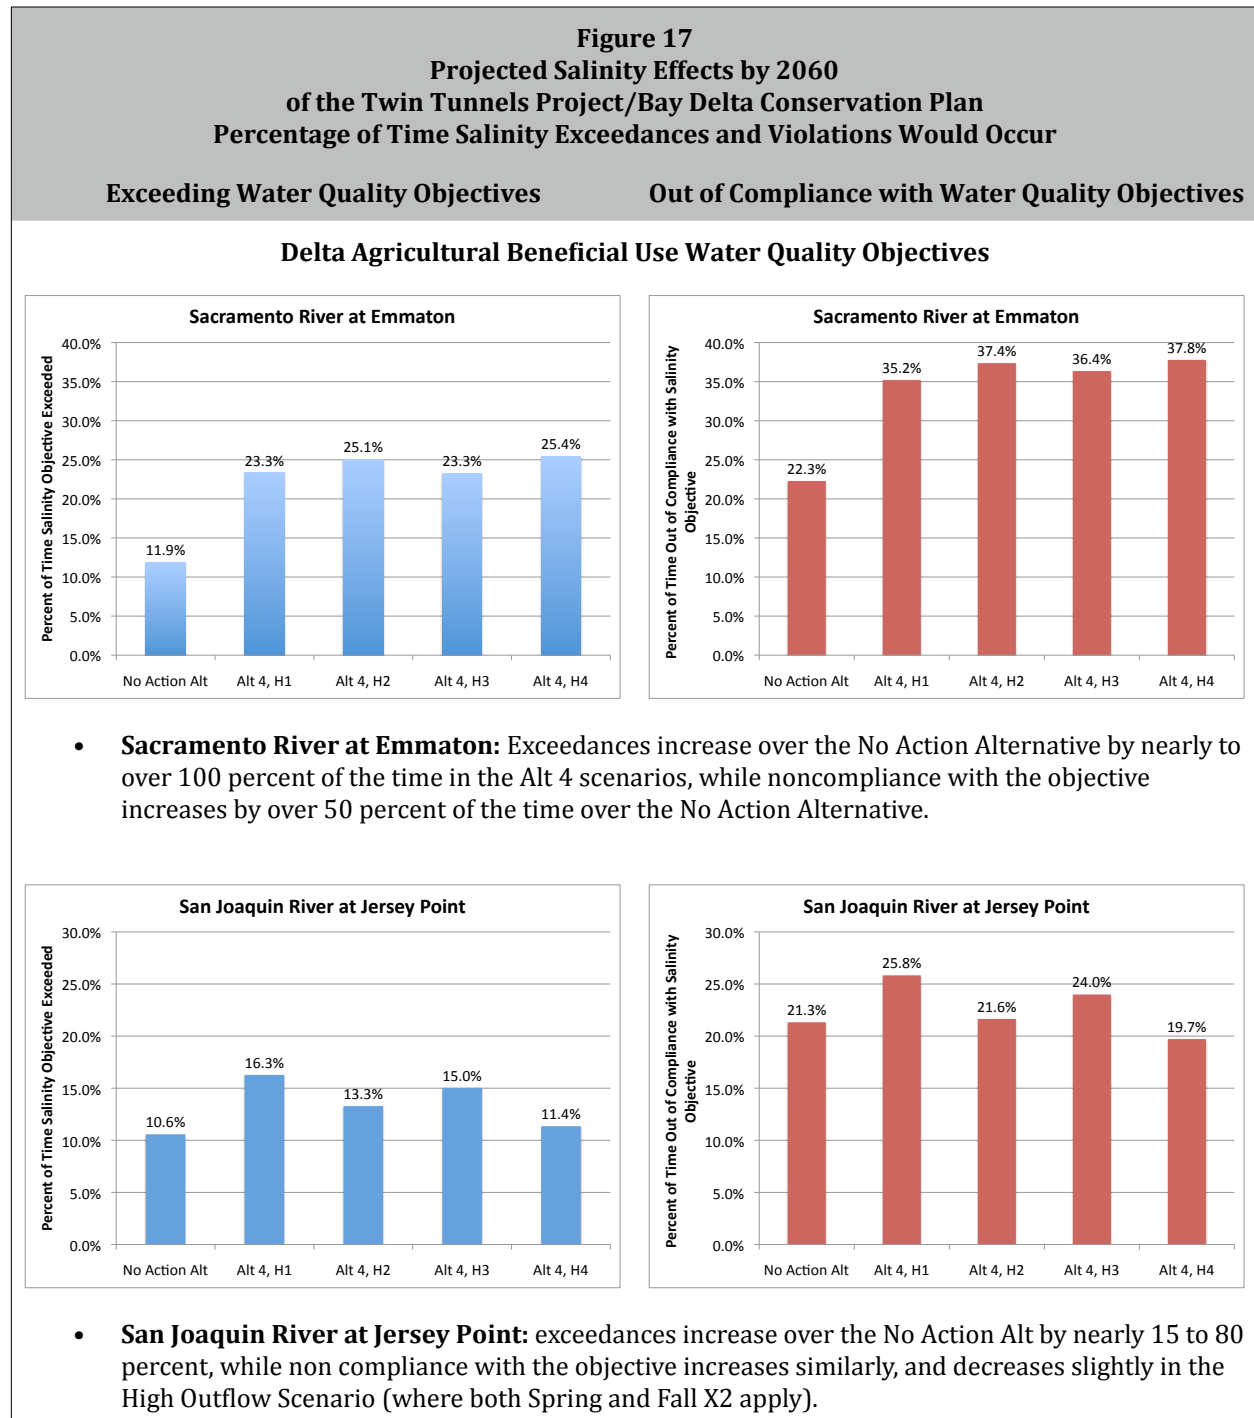 Figure 17
Projected Salinity Effects by 2060
of the Twin Tunnels Project/Bay Delta Conservation Plan
Percentage of Time Salinity Exceedances and Violations Would Occur
Exceeding Water Quality Objectives
Out of Compliance with Water Quality Objectives
Delta Agricultural Beneficial Use Water Quality Objectives
Sacramento River at Emmaton
Percent of Time Salinity Objective Exceeded
40.0%
35.0%
30.0%
25.0%
20.0%
15.0%
10.0%
5.0%
0.0%
11.9%
23.3%
25.1%
23.3%
25.4%
No Action Alt
Alt 4, H1
Alt 4, H2
Alt 4, H3
Alt 4, H4
Sacramento River at Emmaton
Percent of Time Out of Compliance with Salinity
Objective
40.0%
35.0%
30.0%
25.0%
20.0%
15.0%
10.0%
5.0%
0.0%
22.3%
35.2%
37.4%
36.4%
37.8%
No Action Alt
Alt 4, H1
Alt 4, H2
Alt 4, H3
Alt 4, H4
• Sacramento River at Emmaton: Exceedances increase over the No Action Alternative by nearly to
over 100 percent of the time in the Alt 4 scenarios, while noncompliance with the objective
increases by over 50 percent of the time over the No Action Alternative.
San Joaquin River at Jersey Point
Percent of Time Salinity Objective Exceeded
30.0%
25.0%
20.0%
15.0%
10.0%
5.0%
0.0%
10.6%
16.3%
13.3%
15.0%
11.4%
No Action Alt
Alt 4, H1
Alt 4, H2
Alt 4, H3
Alt 4, H4
San Joaquin River at Jersey Point
Percent of Time Out of Compliance with Salinity
Objective
30.0%
25.0%
20.0%
15.0%
10.0%
5.0%
0.0%
21.3%
25.8%
21.6%
24.0%
19.7%
No Action Alt
Alt 4, H1
Alt 4, H2
Alt 4, H3
Alt 4, H4
• San Joaquin River at Jersey Point: exceedances increase over the No Action Alt by nearly 15 to 80
percent, while non compliance with the objective increases similarly, and decreases slightly in the
High Outflow Scenario (where both Spring and Fall X2 apply).